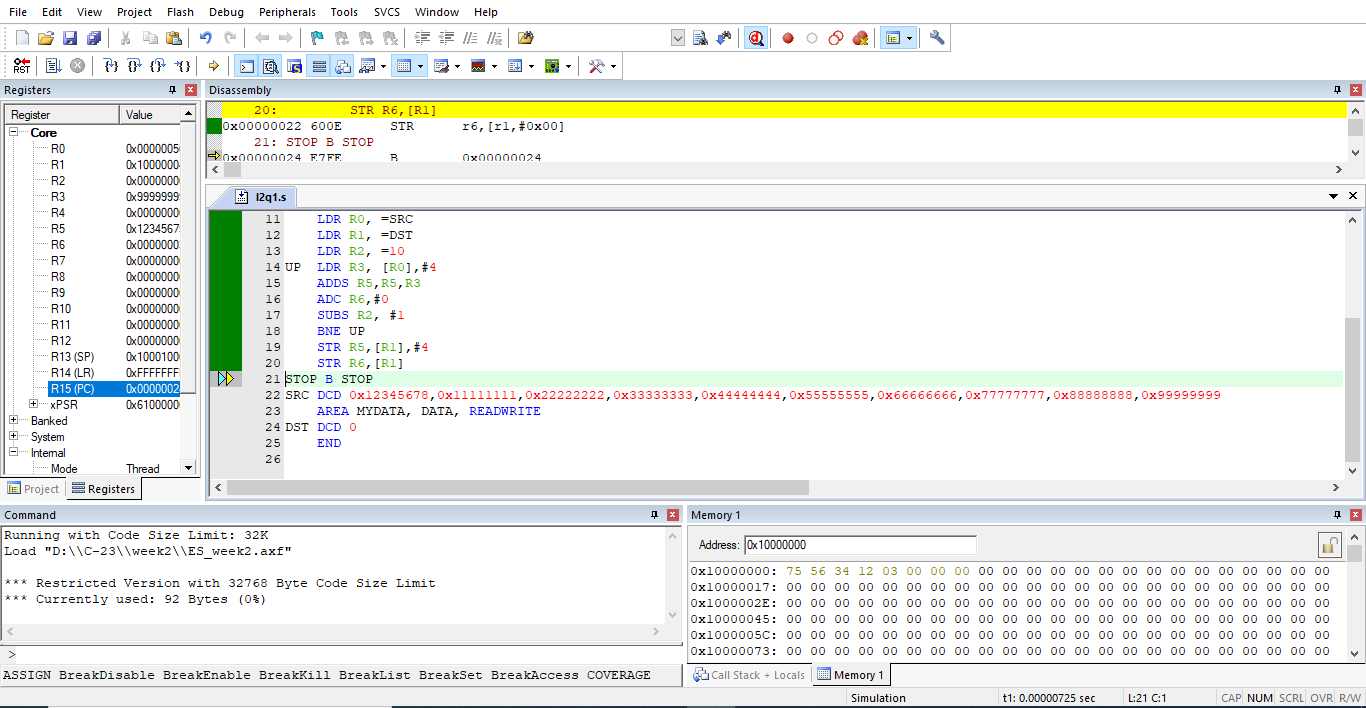 File Edit View Project Flash Debug Peripherals Tools SVCS Window Help
RST
Registers
Register Value
Core
R0 0x0000005
R1 0x1000000
R2 0x0000000
R3 0x9999999
R4 0x0000000
R5 0x1234567
R6 0x0000000
R7 0x0000000
R8 0x0000000
R9 0x0000000
R10 0x0000000
R11 0x0000000
R12 0x0000000
R13 (SP) 0x1000100
R14 (LR) 0xFFFFFFF
R15 (PC) 0x0000002
xPSR 0x6100000
Banked
System
Internal
Mode Thread
Project Registers
Disassembly
20: STR R6,[R1]
0x00000022 600E STR r6,[r1,#0x00]
21: STOP B STOP
0x00000024 E7FE B 0x00000024
l2q1.s
11 LDR R0, =SRC
12 LDR R1, =DST
13 LDR R2, =10
14 UP LDR R3, [R0],#4
15 ADDS R5,R5,R3
16 ADC R6,#0
17 SUBS R2, #1
18 BNE UP
19 STR R5,[R1],#4
20 STR R6,[R1]
21 STOP B STOP
22 SRC DCD 0x12345678,0x11111111,0x22222222,0x33333333,0x44444444,0x55555555,0x66666666,0x77777777,0x88888888,0x99999999
23 AREA MYDATA, DATA, READWRITE
24 DST DCD 0
25 END
26
Command
Running with Code Size Limit: 32K
Load "D:\\C-23\\week2\\ES_week2.axf"
*** Restricted Version with 32768 Byte Code Size Limit
*** Currently used: 92 Bytes (0%)
>
ASSIGN BreakDisable BreakEnable BreakKill BreakList BreakSet BreakAccess COVERAGE
Memory 1
Address: 0x10000000
0x10000000: 75 56 34 12 03 00 00 00 00 00 00 00 00 00 00 00 00 00 00 00 00 00 00
0x10000017: 00 00 00 00 00 00 00 00 00 00 00 00 00 00 00 00 00 00 00 00 00 00 00
0x1000002E: 00 00 00 00 00 00 00 00 00 00 00 00 00 00 00 00 00 00 00 00 00 00 00
0x10000045: 00 00 00 00 00 00 00 00 00 00 00 00 00 00 00 00 00 00 00 00 00 00 00
0x1000005C: 00 00 00 00 00 00 00 00 00 00 00 00 00 00 00 00 00 00 00 00 00 00 00
0x10000073: 00 00 00 00 00 00 00 00 00 00 00 00 00 00 00 00 00 00 00 00 00 00 00
Call Stack + Locals Memory 1
Simulation t1: 0.00000725 sec L:21 C:1 CAP NUM SCRL OVR R/W